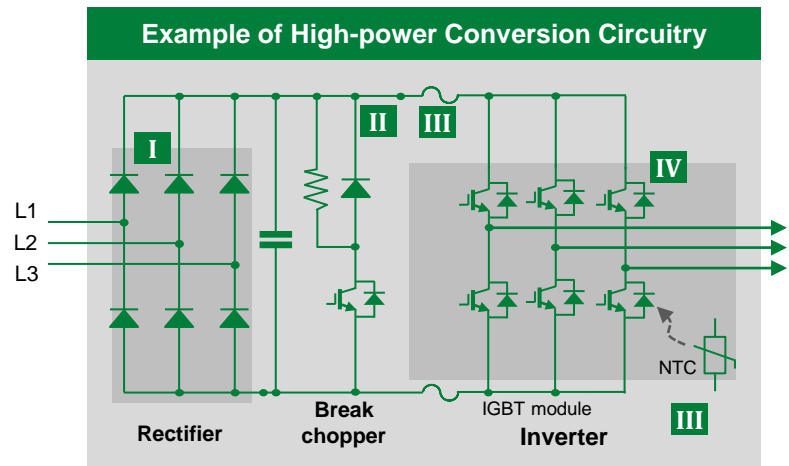 Example of High-power Conversion Circuitry
I
II
III
IV
L1
L2
L3
NTC
III
IGBT module
Break
chopper
Rectifier
Inverter